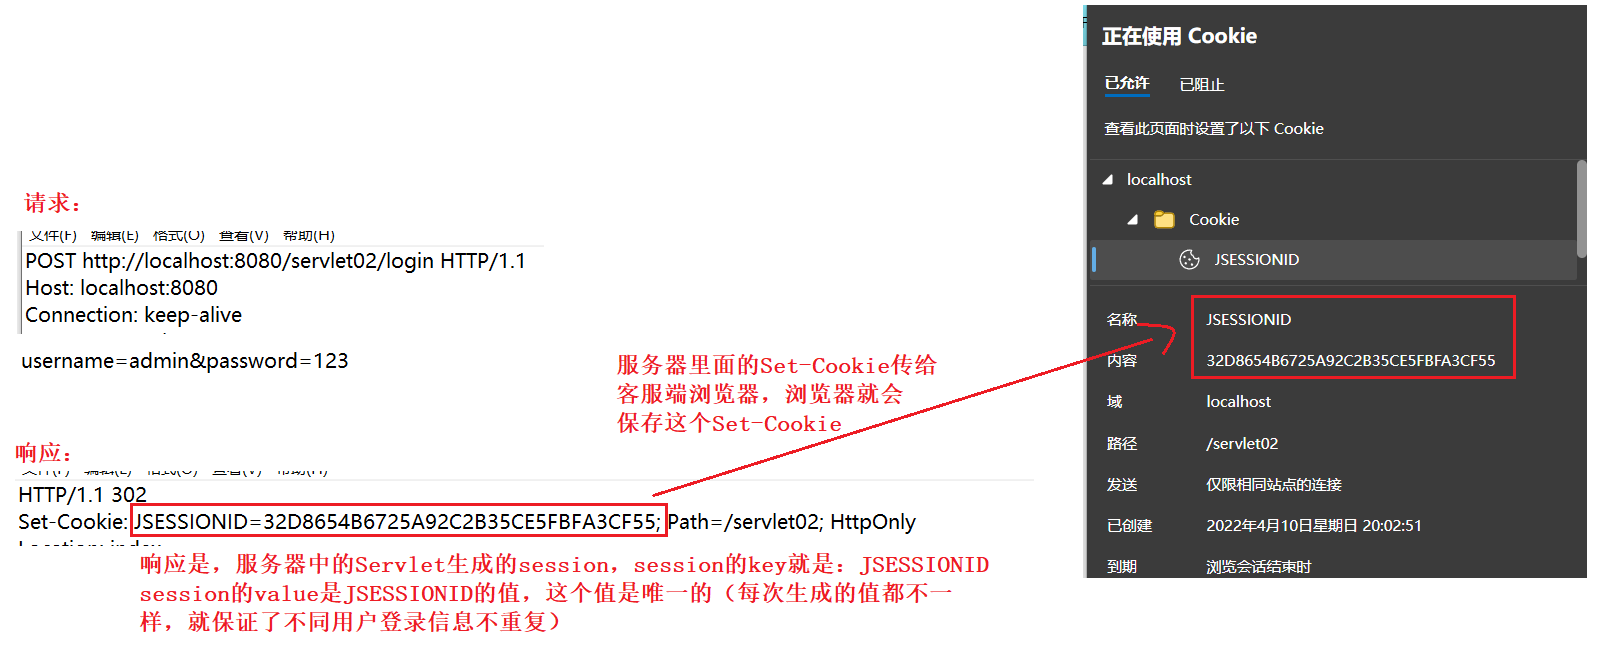 请求：
文件(F) 编辑(E) 格式(O) 查看(V) 帮助(H)
POST http://localhost:8080/servlet02/login HTTP/1.1
Host: localhost:8080
Connection: keep-alive
username=admin&password=123
服务器里面的Set-Cookie传给
客服端浏览器，浏览器就会
保存这个Set-Cookie
响应：
文件(F) 编辑(E) 格式(O) 查看(V) 帮助(H)
HTTP/1.1 302
Set-Cookie: JSESSIONID=32D8654B6725A92C2B35CE5FBFA3CF55; Path=/servlet02; HttpOnly
Location: index
响应是，服务器中的Servlet生成的session，session的key就是：JSESSIONID
session的value是JSESSIONID的值，这个值是唯一的（每次生成的值都不一
样，就保证了不同用户登录信息不重复）
正在使用 Cookie
已允许 已阻止
查看此页面时设置了以下 Cookie
localhost
Cookie
JSESSIONID
名称 JSESSIONID
内容 32D8654B6725A92C2B35CE5FBFA3CF55
域 localhost
路径 /servlet02
发送 仅限相同站点的连接
已创建 2022年4月10日星期日 20:02:51
到期 浏览会话结束时